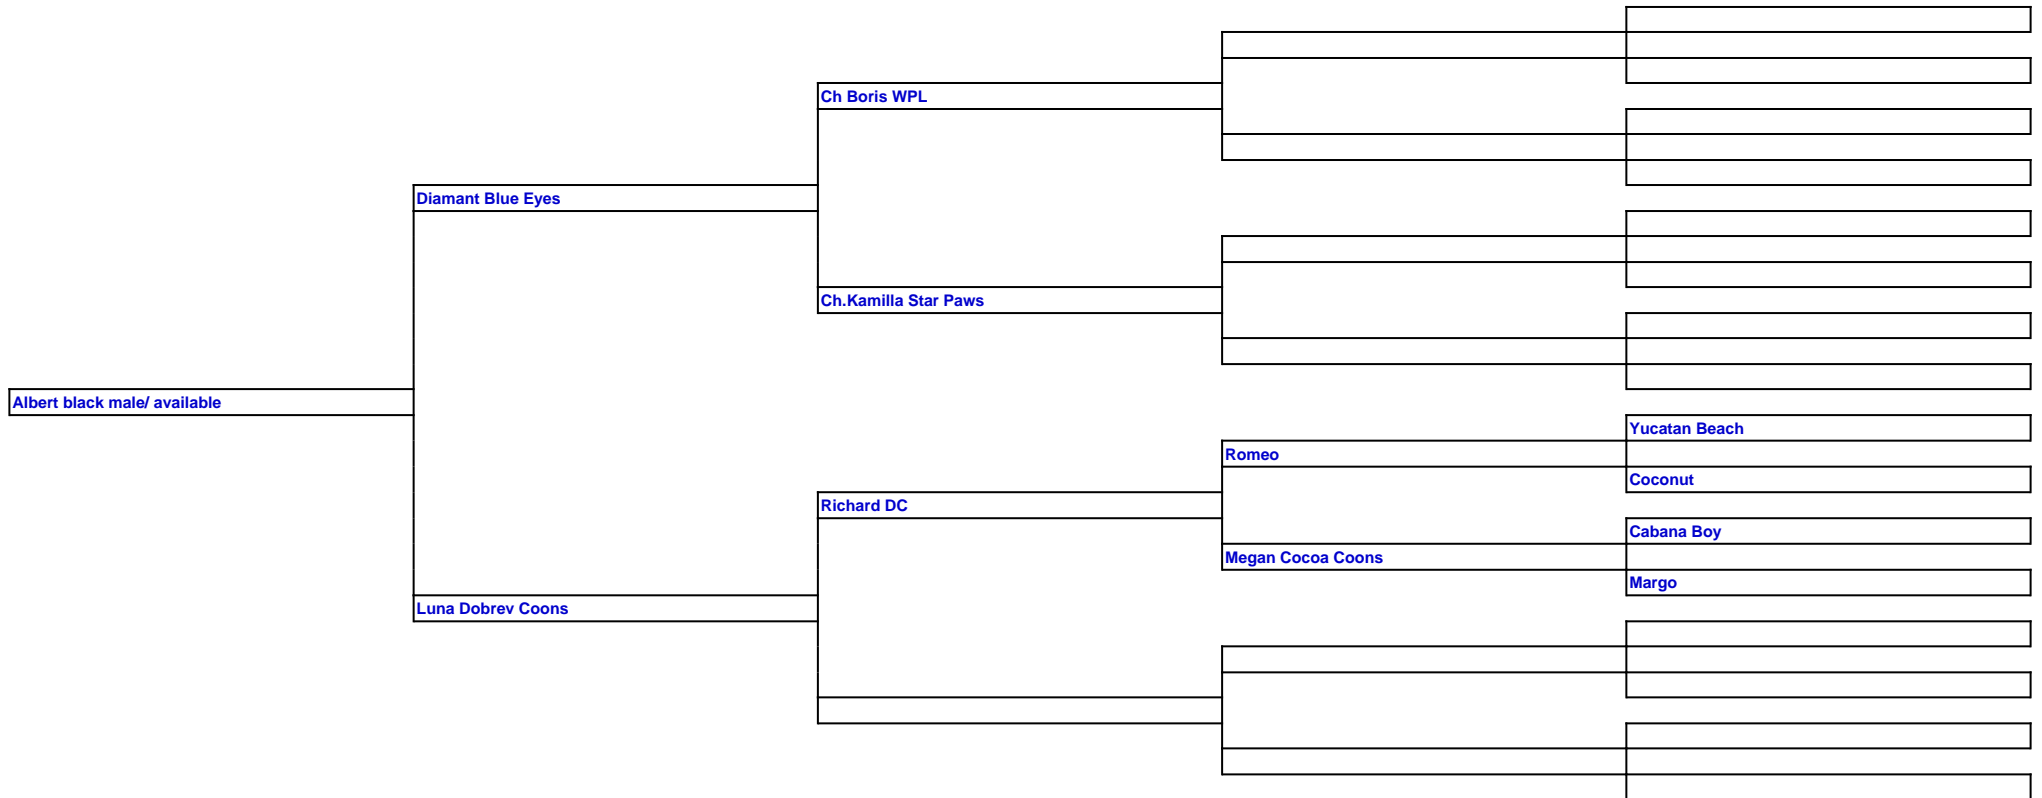 Ch Boris WPL
Diamant Blue Eyes
Ch.Kamilla Star Paws
Albert black male/ available
Yucatan Beach
Romeo
Coconut
Richard DC
Cabana Boy
Megan Cocoa Coons
Margo
Luna Dobrev Coons